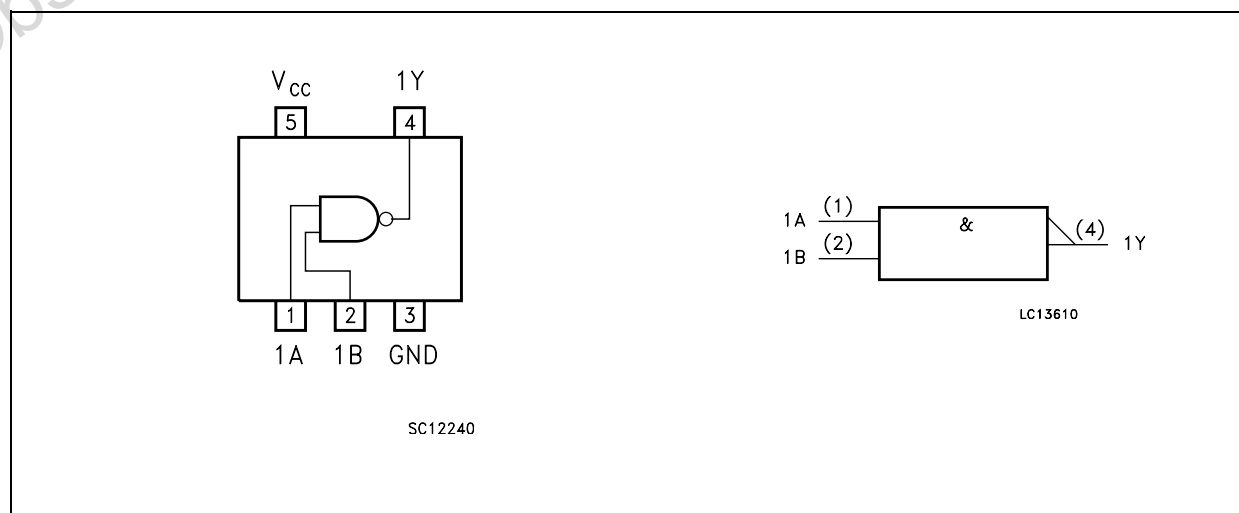 V CC 1Y
5 4
1 2 3
1A 1B GND
SC12240
1A (1) & (4) 1Y
1B (2)
LC13610